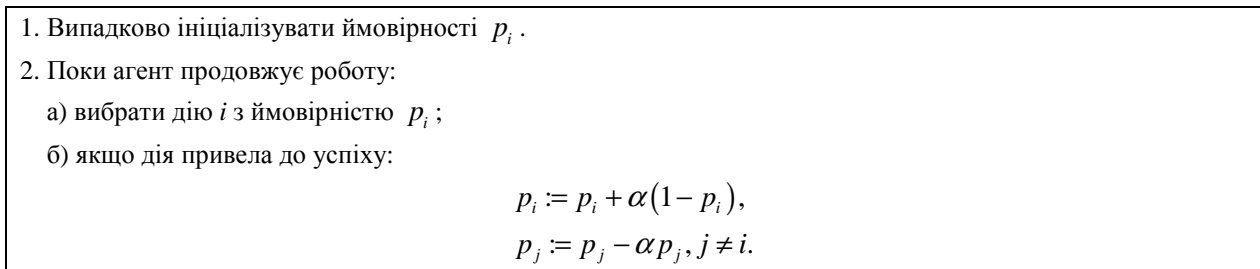 1. Випадково ініціалізувати ймовірності p_i .
2. Поки агент продовжує роботу:
а) вибрати дію i з ймовірністю p_i ;
б) якщо дія привела до успіху:
p_i := p_i + α(1 − p_i),
p_j := p_j − αp_j, j ≠ i.